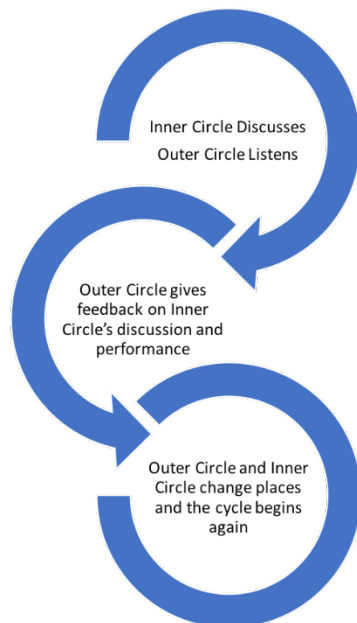 Inner Circle Discusses
Outer Circle Listens
Outer Circle gives
feedback on Inner
Circle's discussion and
performance
Outer Circle and Inner
Circle change places
and the cycle begins
again